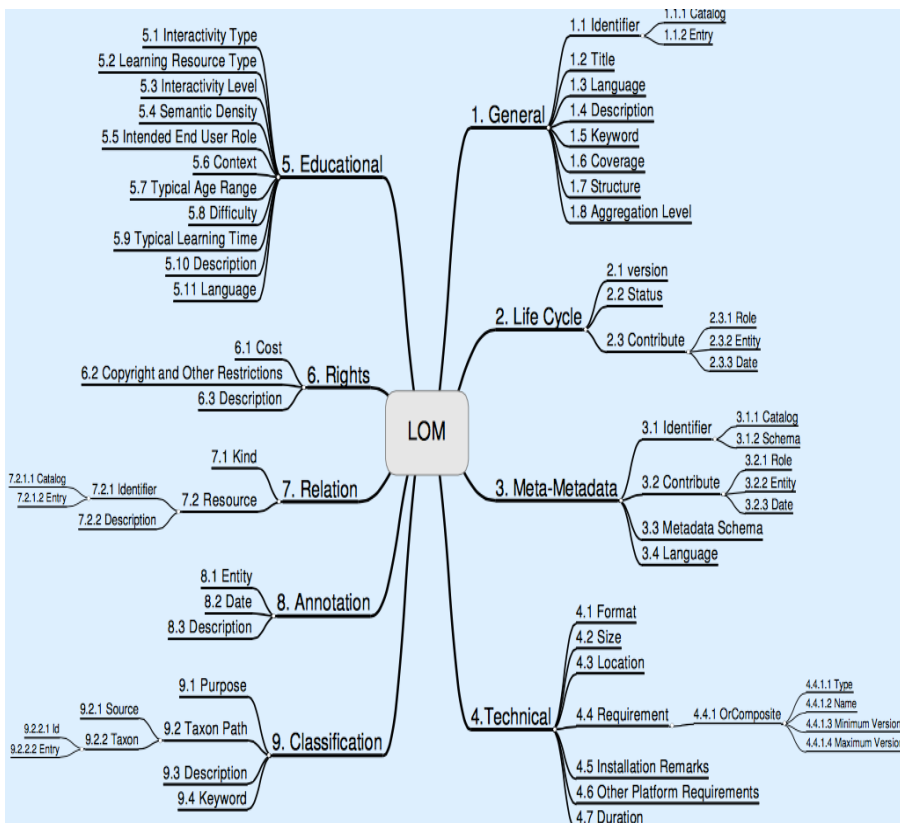 LOM
1. General
1.1 Identifier
1.1.1 Catalog
1.1.2 Entry
1.2 Title
1.3 Language
1.4 Description
1.5 Keyword
1.6 Coverage
1.7 Structure
1.8 Aggregation Level
2. Life Cycle
2.1 version
2.2 Status
2.3 Contribute
2.3.1 Role
2.3.2 Entity
2.3.3 Date
3. Meta-Metadata
3.1 Identifier
3.1.1 Catalog
3.1.2 Schema
3.2 Contribute
3.2.1 Role
3.2.2 Entity
3.2.3 Date
3.3 Metadata Schema
3.4 Language
4.Technical
4.1 Format
4.2 Size
4.3 Location
4.4 Requirement
4.4.1 OrComposite
4.4.1.1 Type
4.4.1.2 Name
4.4.1.3 Minimum Version
4.4.1.4 Maximum Version
4.5 Installation Remarks
4.6 Other Platform Requirements
4.7 Duration
5. Educational
5.1 Interactivity Type
5.2 Learning Resource Type
5.3 Interactivity Level
5.4 Semantic Density
5.5 Intended End User Role
5.6 Context
5.7 Typical Age Range
5.8 Difficulty
5.9 Typical Learning Time
5.10 Description
5.11 Language
6. Rights
6.1 Cost
6.2 Copyright and Other Restrictions
6.3 Description
7. Relation
7.1 Kind
7.2 Resource
7.2.1 Identifier
7.2.1.1 Catalog
7.2.1.2 Entry
7.2.2 Description
8. Annotation
8.1 Entity
8.2 Date
8.3 Description
9. Classification
9.1 Purpose
9.2 Taxon Path
9.2.1 Source
9.2.2 Taxon
9.2.2.1 Id
9.2.2.2 Entry
9.3 Description
9.4 Keyword